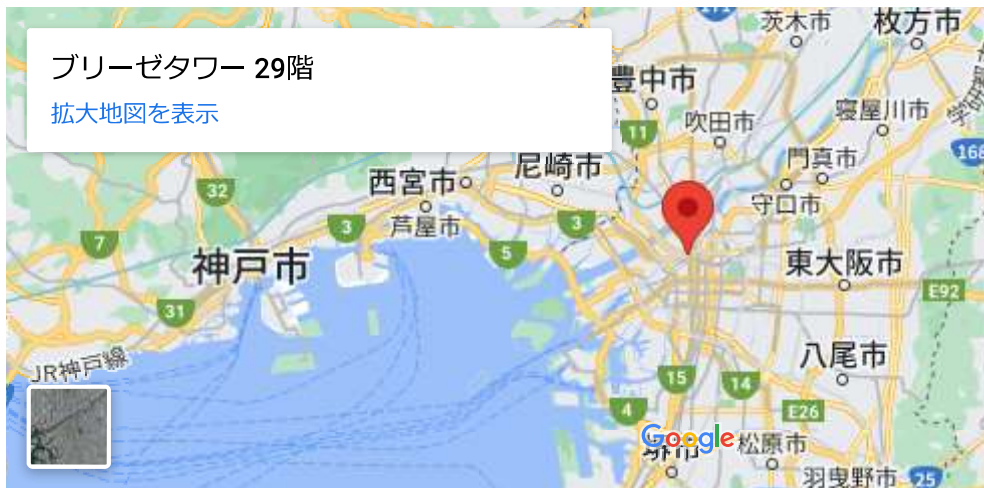 ブリーゼタワー 29階
拡大地図を表示
茨木市
枚方市
豊中市
吹田市
寝屋川市
11
168
門真市
尼崎市
西宮市
32
守口市
芦屋市
3
3
7
5
神戸市
東大阪市
E92
31
八尾市
JR神戸線
15
14
4
E26
Google
堺市
松原市
羽曳野市
25